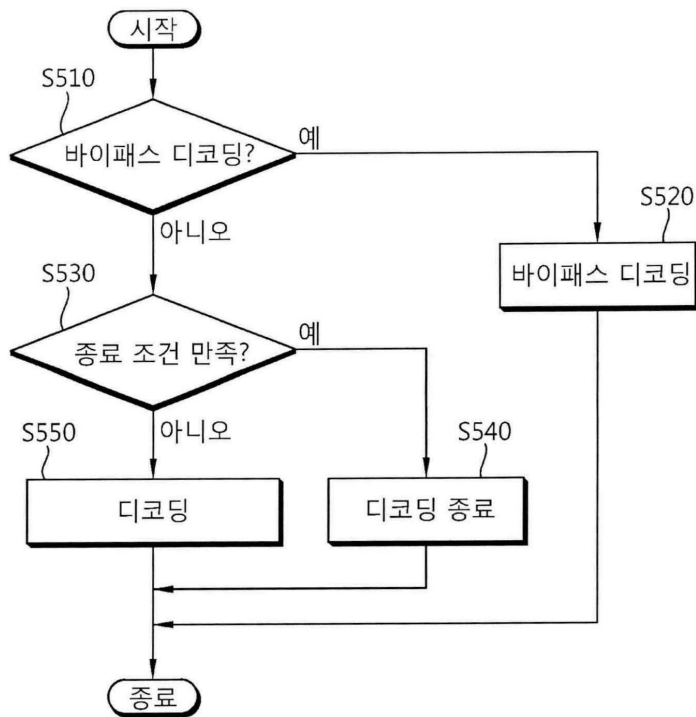 시작
S510
바이패스 디코딩?
예
아니오
S520
바이패스 디코딩
S530
종료 조건 만족?
예
아니오
S550
디코딩
S540
디코딩 종료
종료